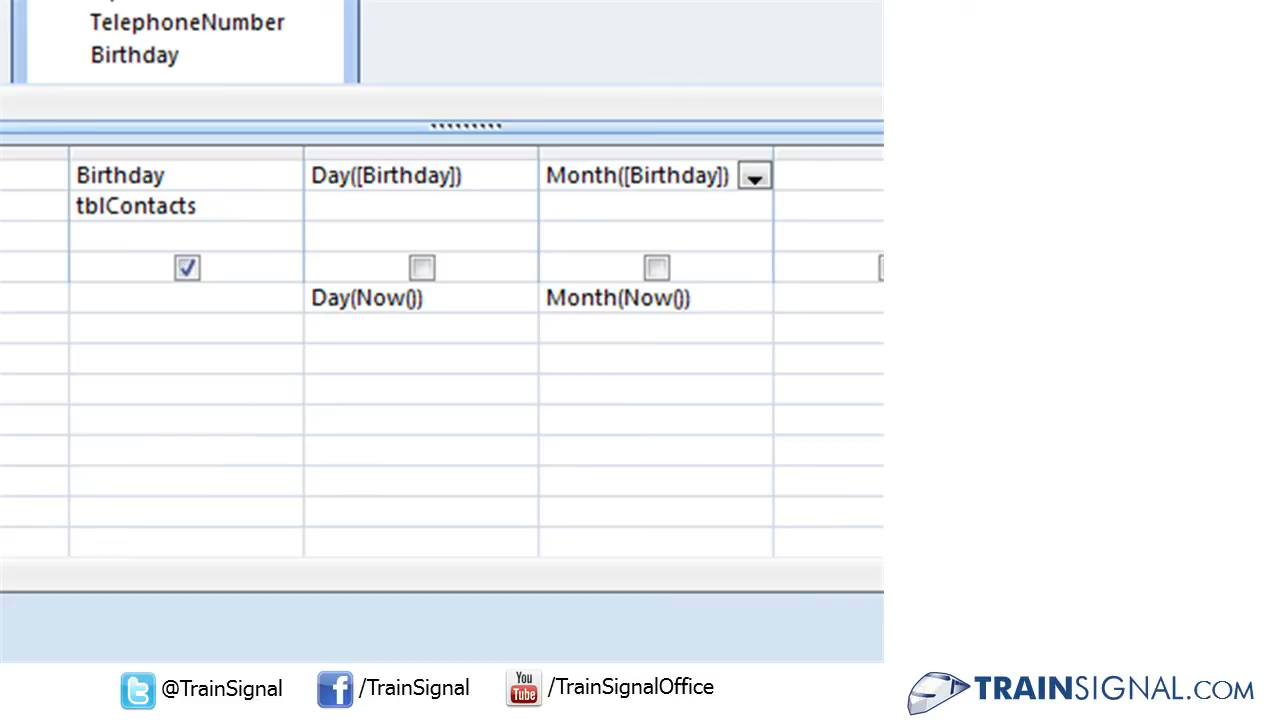 TelephoneNumber
Birthday
Birthday Day([Birthday]) Month([Birthday])
tblContacts
Day(Now()) Month(Now())
@TrainSignal /TrainSignal You Tube /TrainSignalOffice TRAINSIGNAL.COM